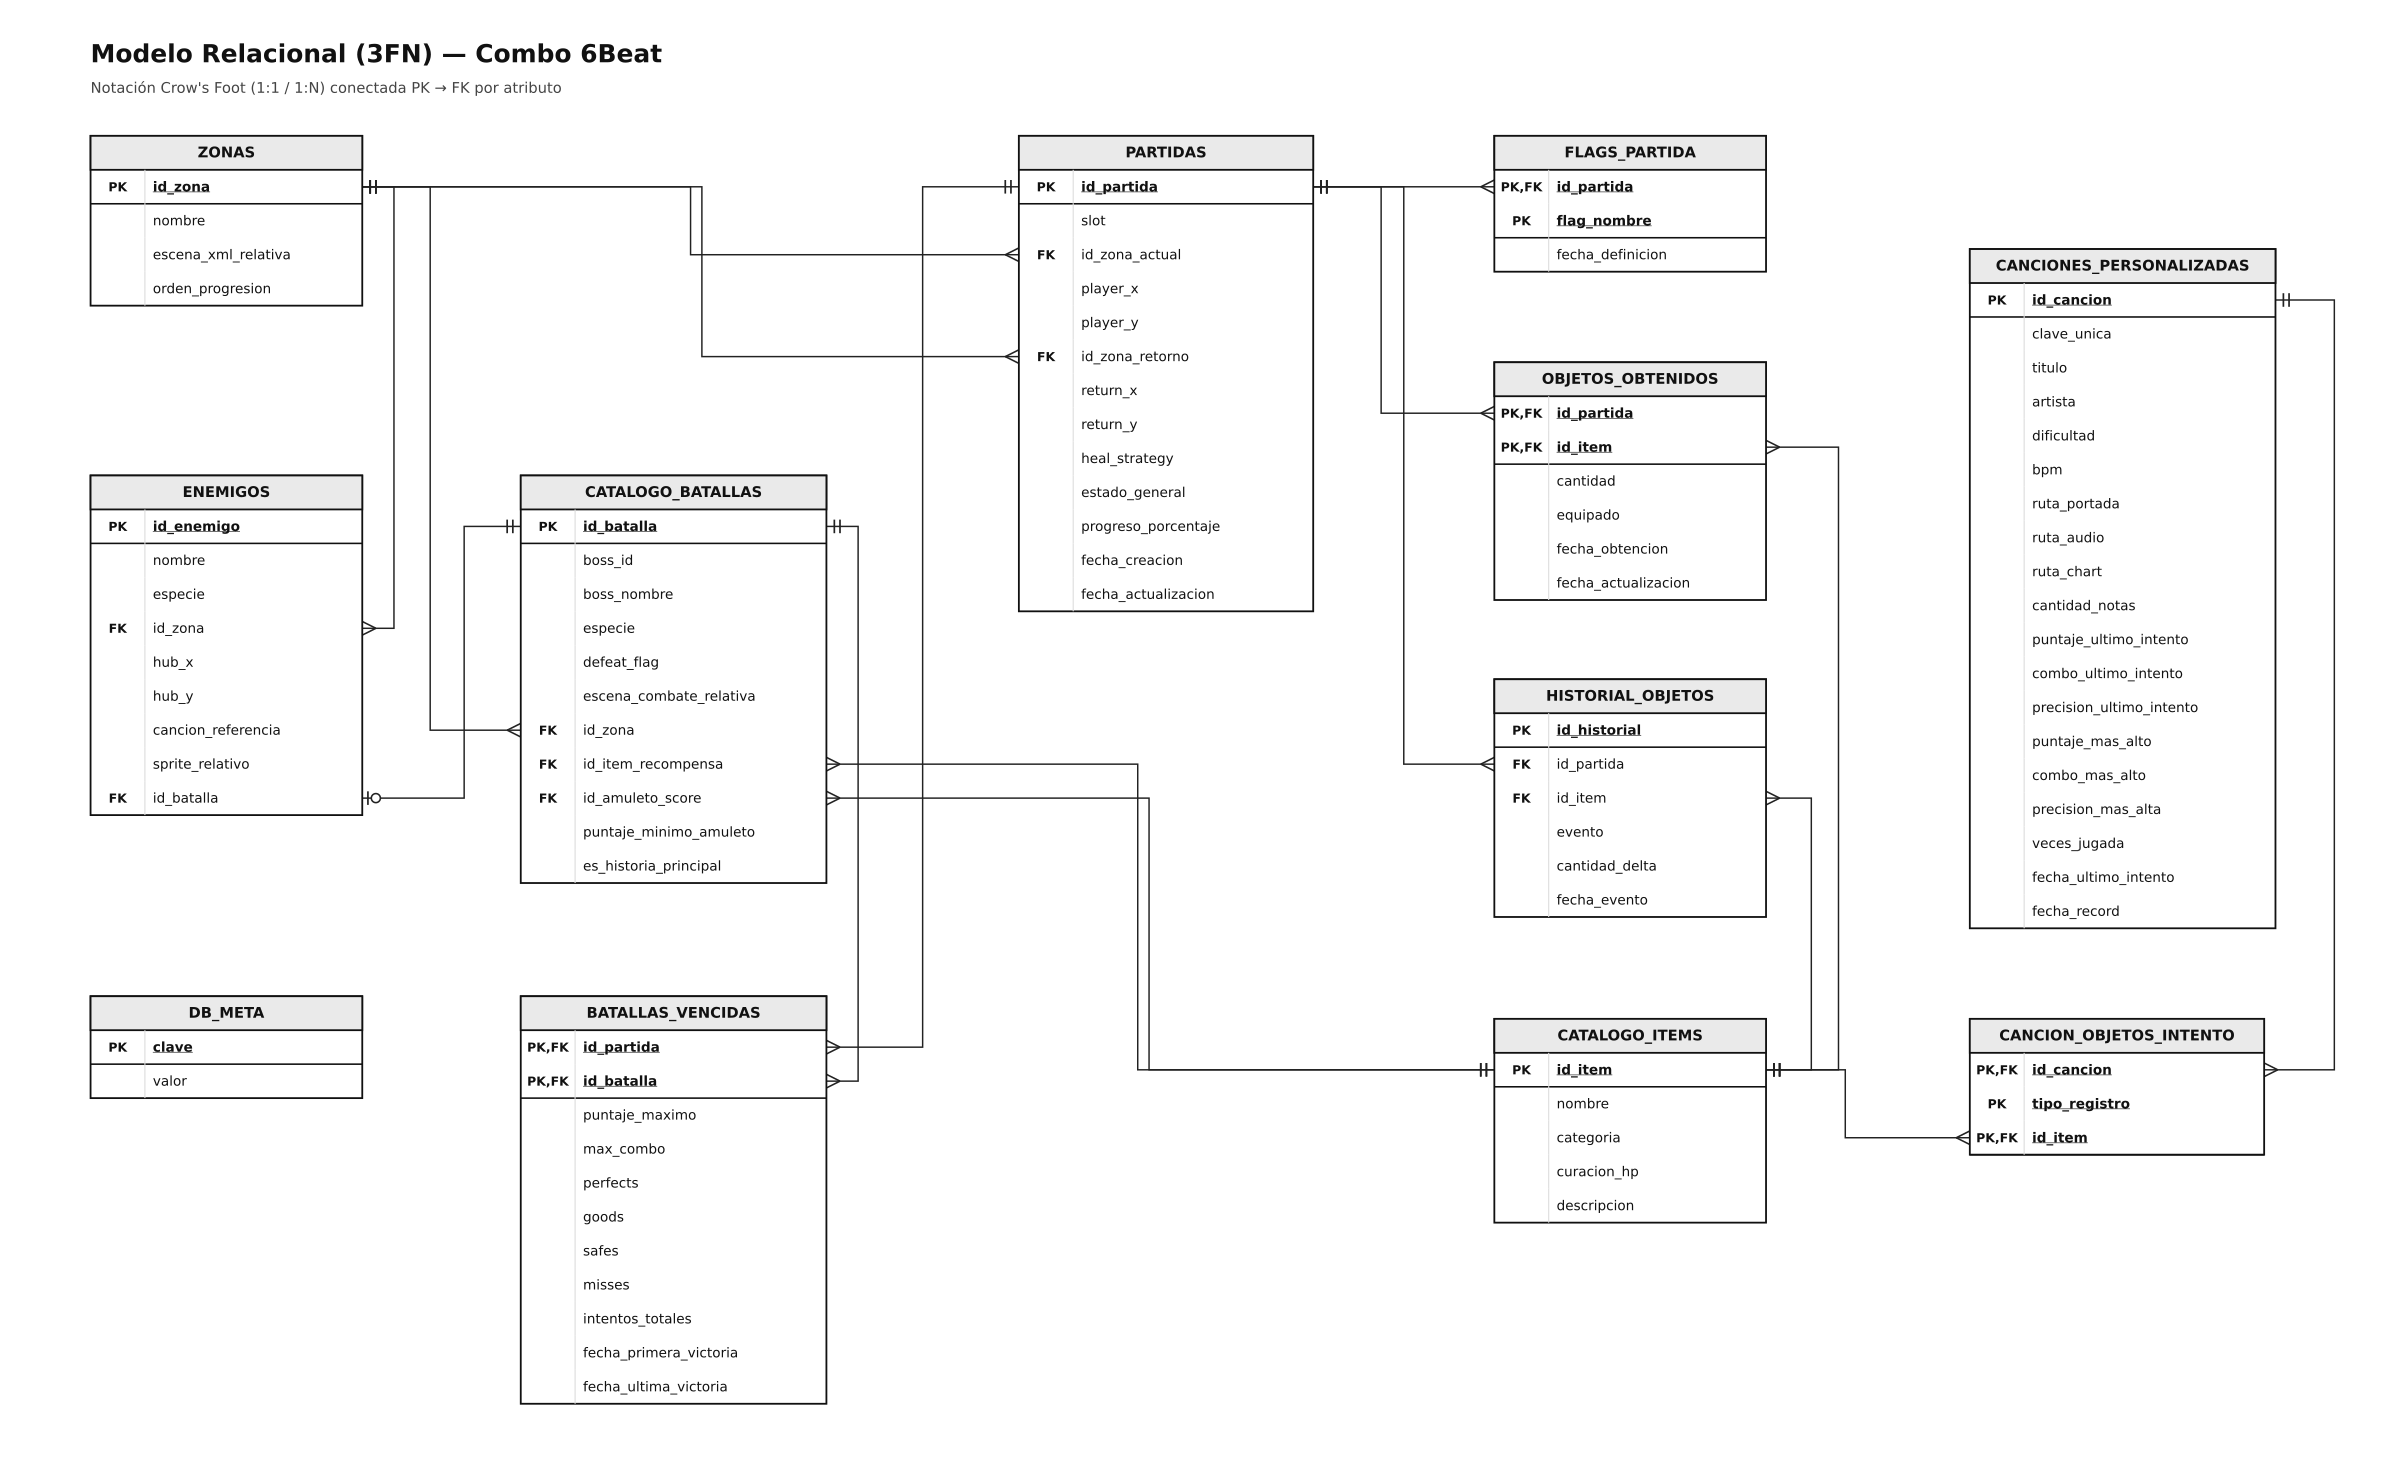 Modelo Relacional (3FN) — Combo 6Beat
Notación Crow's Foot (1:1 / 1:N) conectada PK → FK por atributo
ZONAS
PK id_zona
nombre
escena_xml_relativa
orden_progresion
PARTIDAS
PK id_partida
slot
FK id_zona_actual
player_x
player_y
FK id_zona_retorno
return_x
return_y
heal_strategy
estado_general
progreso_porcentaje
fecha_creacion
fecha_actualizacion
FLAGS_PARTIDA
PK,FK id_partida
PK flag_nombre
fecha_definicion
CANCIONES_PERSONALIZADAS
PK id_cancion
clave_unica
titulo
artista
dificultad
bpm
ruta_portada
ruta_audio
ruta_chart
cantidad_notas
puntaje_ultimo_intento
combo_ultimo_intento
precision_ultimo_intento
puntaje_mas_alto
combo_mas_alto
precision_mas_alta
veces_jugada
fecha_ultimo_intento
fecha_record
OBJETOS_OBTENIDOS
PK,FK id_partida
PK,FK id_item
cantidad
equipado
fecha_obtencion
fecha_actualizacion
ENEMIGOS
PK id_enemigo
nombre
especie
FK id_zona
hub_x
hub_y
cancion_referencia
sprite_relativo
FK id_batalla
CATALOGO_BATALLAS
PK id_batalla
boss_id
boss_nombre
especie
defeat_flag
escena_combate_relativa
FK id_zona
FK id_item_recompensa
FK id_amuleto_score
puntaje_minimo_amuleto
es_historia_principal
HISTORIAL_OBJETOS
PK id_historial
FK id_partida
FK id_item
evento
cantidad_delta
fecha_evento
DB_META
PK clave
valor
BATALLAS_VENCIDAS
PK,FK id_partida
PK,FK id_batalla
puntaje_maximo
max_combo
perfects
goods
safes
misses
intentos_totales
fecha_primera_victoria
fecha_ultima_victoria
CATALOGO_ITEMS
PK id_item
nombre
categoria
curacion_hp
descripcion
CANCION_OBJETOS_INTENTO
PK,FK id_cancion
PK tipo_registro
PK,FK id_item